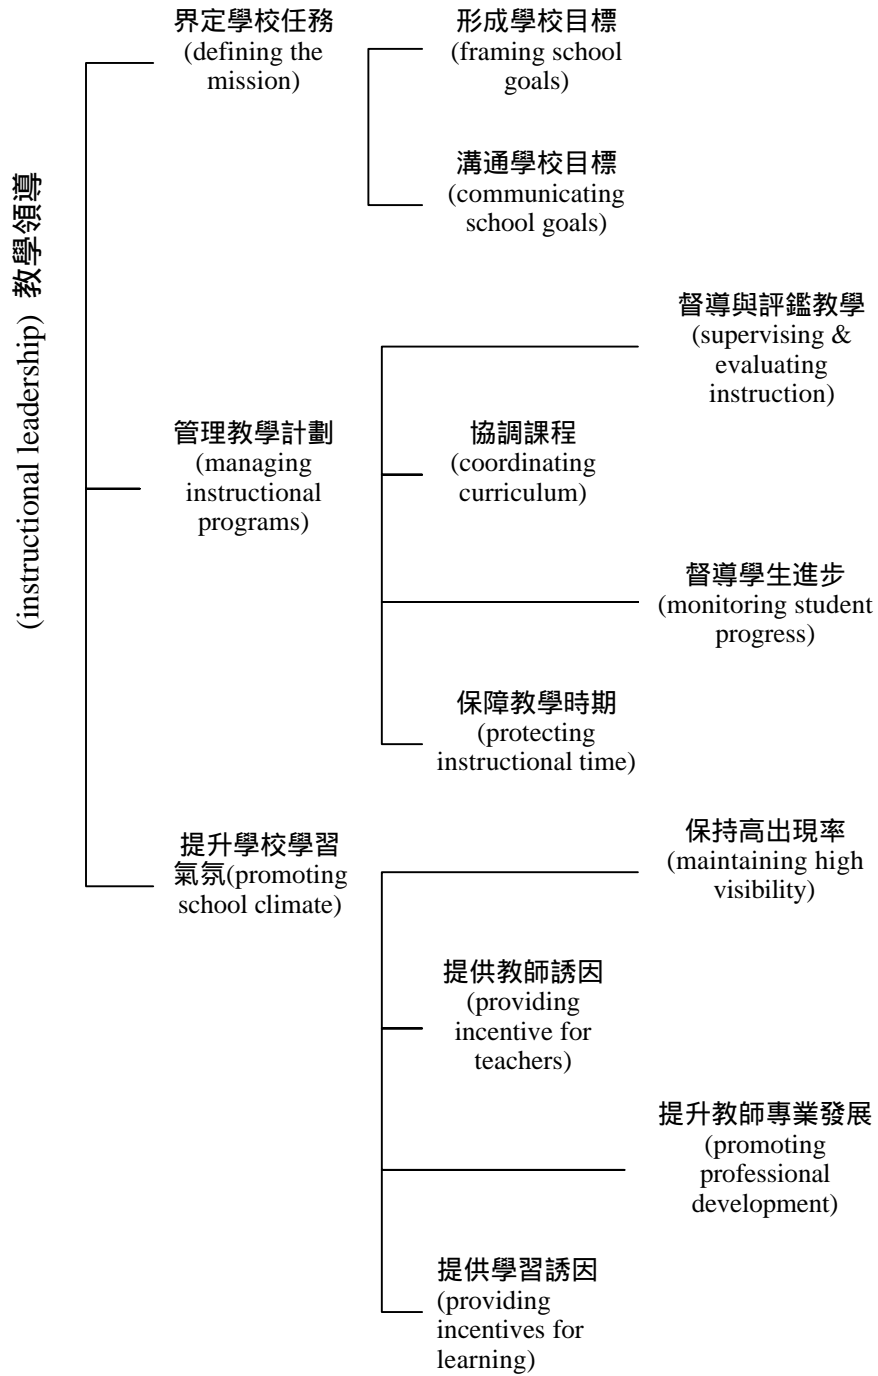 教學領導
(instructional leadership)
界定學校任務
(defining the
mission)
形成學校目標
(framing school
goals)
溝通學校目標
(communicating
school goals)
管理教學計劃
(managing
instructional
programs)
督導與評鑑教學
(supervising &
evaluating
instruction)
協調課程
(coordinating
curriculum)
督導學生進步
(monitoring student
progress)
保障教學時期
(protecting
instructional time)
提升學校學習
氣氛(promoting
school climate)
保持高出現率
(maintaining high
visibility)
提供教師誘因
(providing
incentive for
teachers)
提升教師專業發展
(promoting
professional
development)
提供學習誘因
(providing
incentives for
learning)